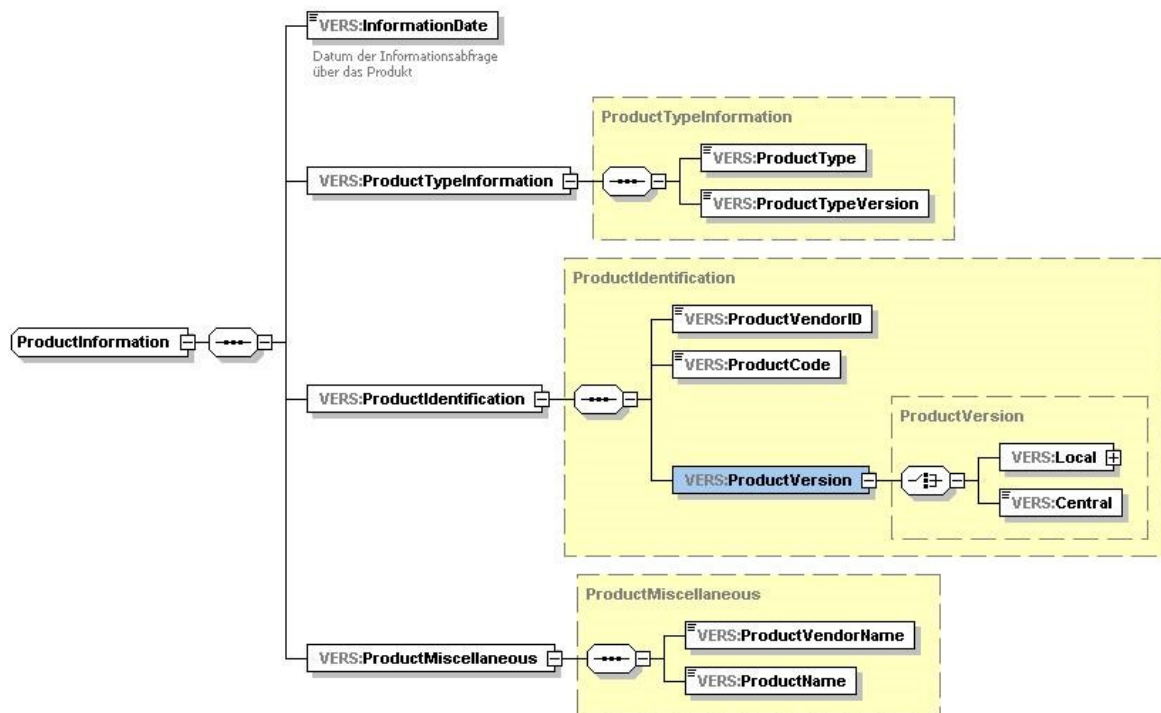 VERS:InformationDate
Datum der Informationsabfrage
über das Produkt
ProductTypeInformation
VERS:ProductType
VERS:ProductTypeInformation
VERS:ProductTypeVersion
ProductIdentification
VERS:ProductVendorID
ProductInformation
VERS:ProductCode
VERS:ProductIdentification
ProductVersion
VERS:Local
VERS:ProductVersion
VERS:Central
ProductMiscellaneous
VERS:ProductVendorName
VERS:ProductMiscellaneous
VERS:ProductName